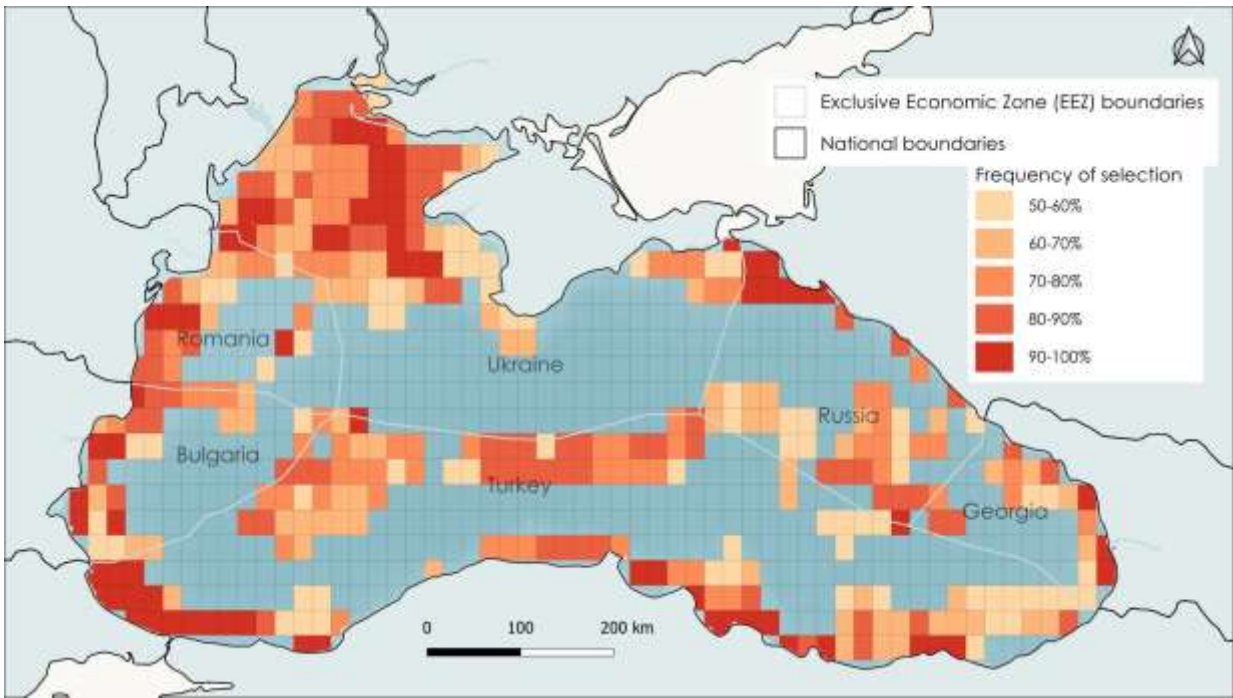 Exclusive Economic Zone (EEZ) boundaries
National boundaries
Frequency of selection
50-60%
60-70%
70-80%
80-90%
90-100%
Romania
Ukraine
Russia
Bulgaria
Turkey
Georgia
0 100 200 km